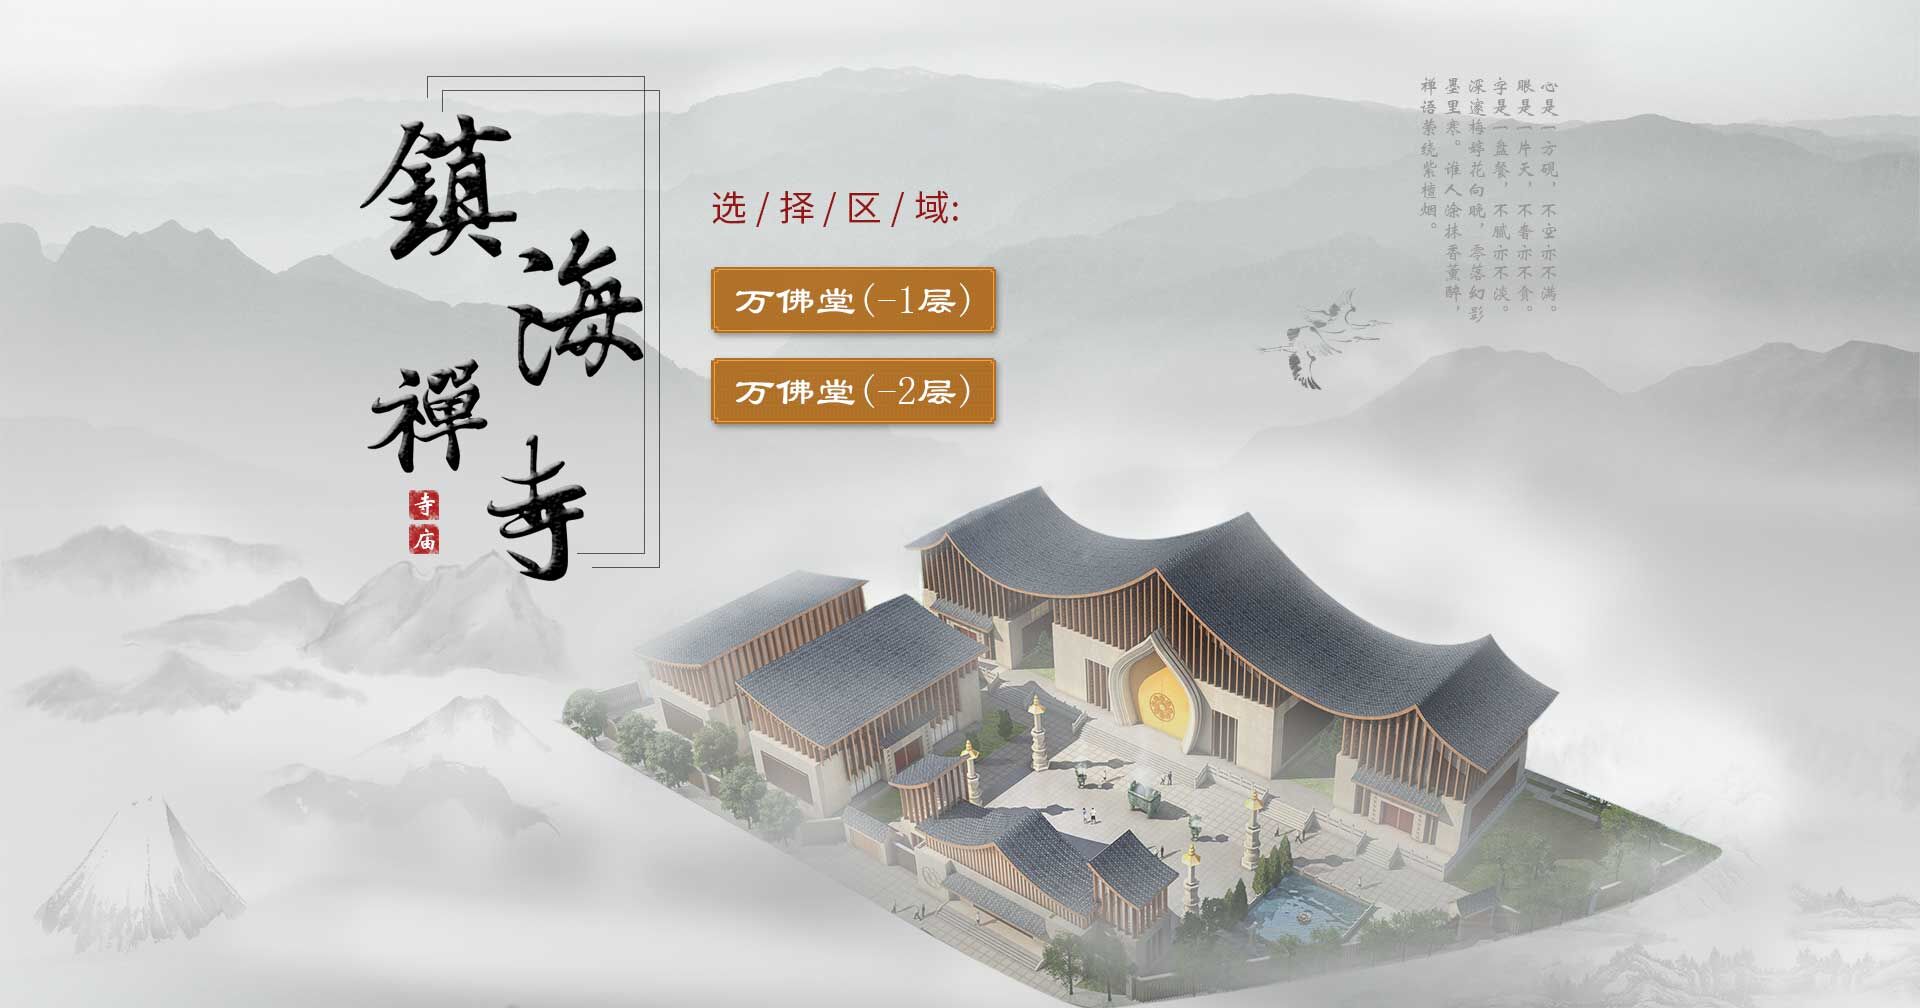 鎮海禪寺
寺庙
选/择/区/域:
万佛堂(-1层)
万佛堂(-2层)
心是一方砚，不空亦不满。
眼是一片天，不奢亦不贪。
字是一盘餐，不腻亦不淡。
深邃梅婷花向晚，零落幻影
墨里寒。谁人涂抹香薰醉，
禅语萦绕紫檀烟。